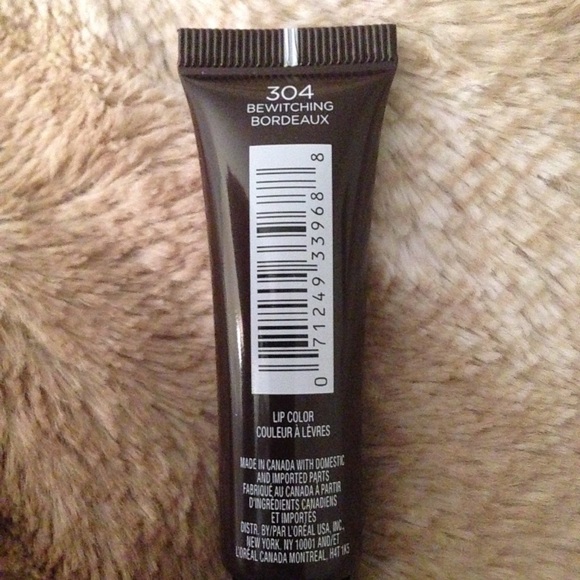 304
BEWITCHING
BORDEAUX
0 71249 33968 8
LIP COLOR
COULEUR À LÈVRES
MADE IN CANADA WITH DOMESTIC
AND IMPORTED PARTS
FABRIQUÉ AU CANADA À PARTIR
D'INGRÉDIENTS CANADIENS
ET IMPORTÉS
DISTR. BY/PAR L'ORÉAL USA, INC.,
NEW YORK, NY 10001 AND/ET
L'ORÉAL CANADA MONTREAL, H4T 1K5